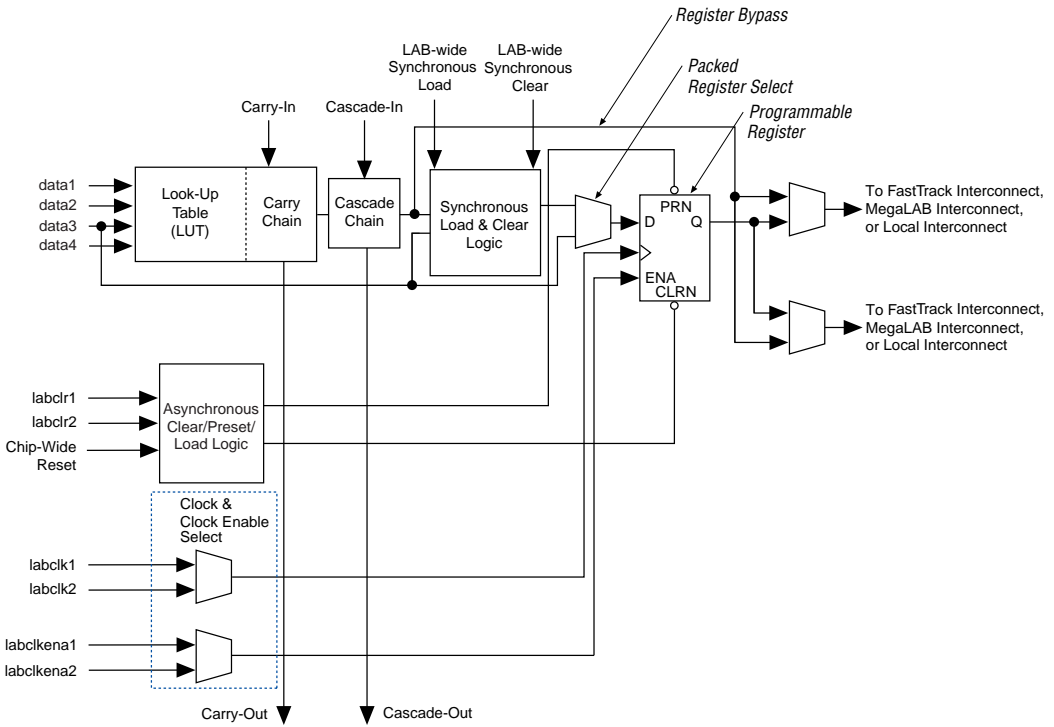 Register Bypass
LAB-wide
Synchronous
Load
LAB-wide
Synchronous
Clear
Packed
Register Select
Carry-In
Cascade-In
Programmable
Register
data1
data2
data3
data4
Look-Up
Table
(LUT)
Carry
Chain
Cascade
Chain
Synchronous
Load & Clear
Logic
PRN
D
Q
ENA
CLRN
To FastTrack Interconnect,
MegaLAB Interconnect,
or Local Interconnect
To FastTrack Interconnect,
MegaLAB Interconnect,
or Local Interconnect
labclr1
labclr2
Chip-Wide
Reset
Asynchronous
Clear/Preset/
Load Logic
Clock &
Clock Enable
Select
labclk1
labclk2
labclkena1
labclkena2
Carry-Out
Cascade-Out